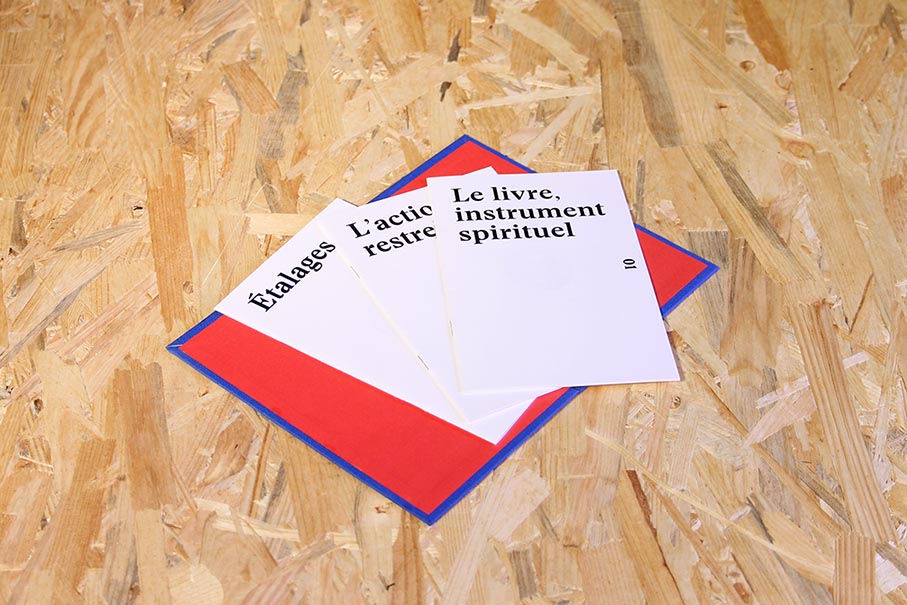 Étalages
L'actio
restre
Le livre,
instrument
spirituel
10